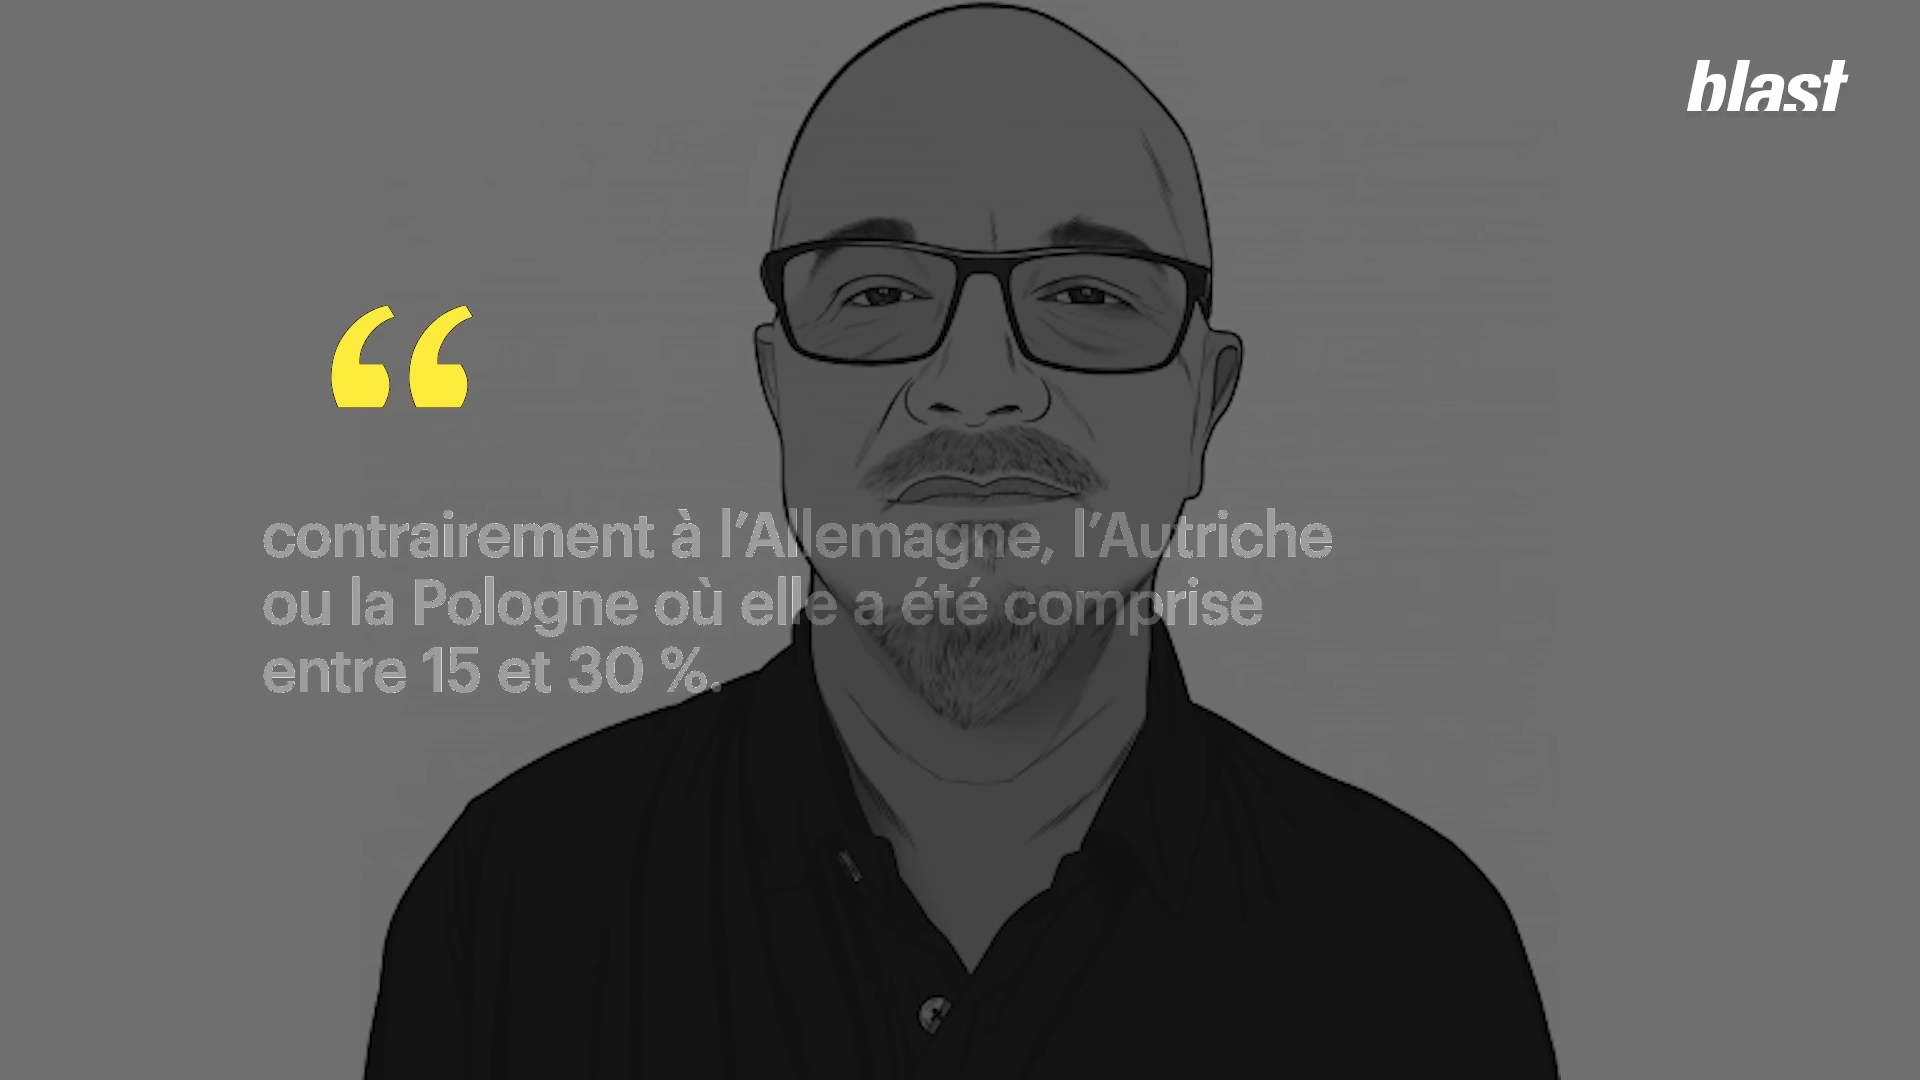 blast
“
contrairement à l’Allemagne, l’Autriche
ou la Pologne où elle a été comprise
entre 15 et 30 %.